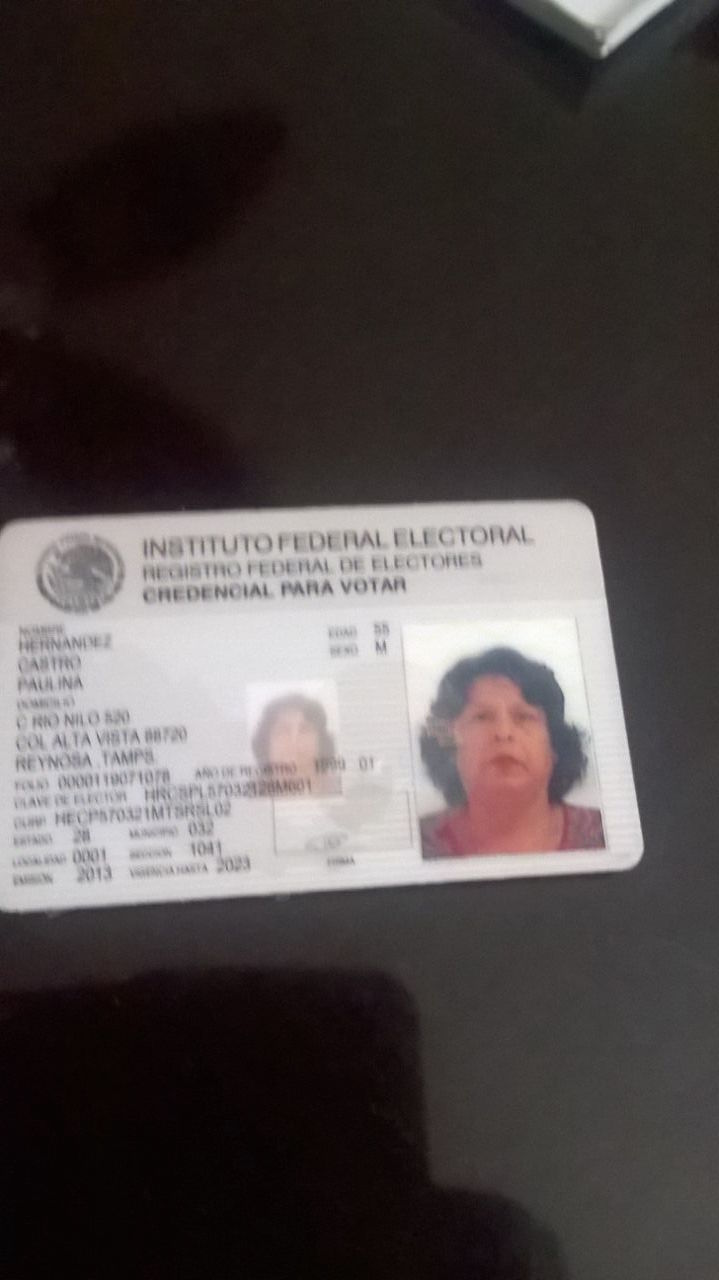 INSTITUTO FEDERAL ELECTORAL
REGISTRO FEDERAL DE ELECTORES
CREDENCIAL PARA VOTAR
NOMBRE
HERNANDEZ
CASTRO
PAULINA
EDAD 55
SEXO M
DOMICILIO
C RIO NILO 520
COL ALTA VISTA 88720
REYNOSA ,TAMPS.
FOLIO 0000119071078 AÑO DE REGISTRO 1999 01
CLAVE DE ELECTOR HRCSPL57032128M601
CURP HECP570321MTSRSL02
ESTADO 28 MUNICIPIO 032
LOCALIDAD 0001 SECCION 1041
EMISION 2013 VIGENCIA HASTA 2023
FIRMA